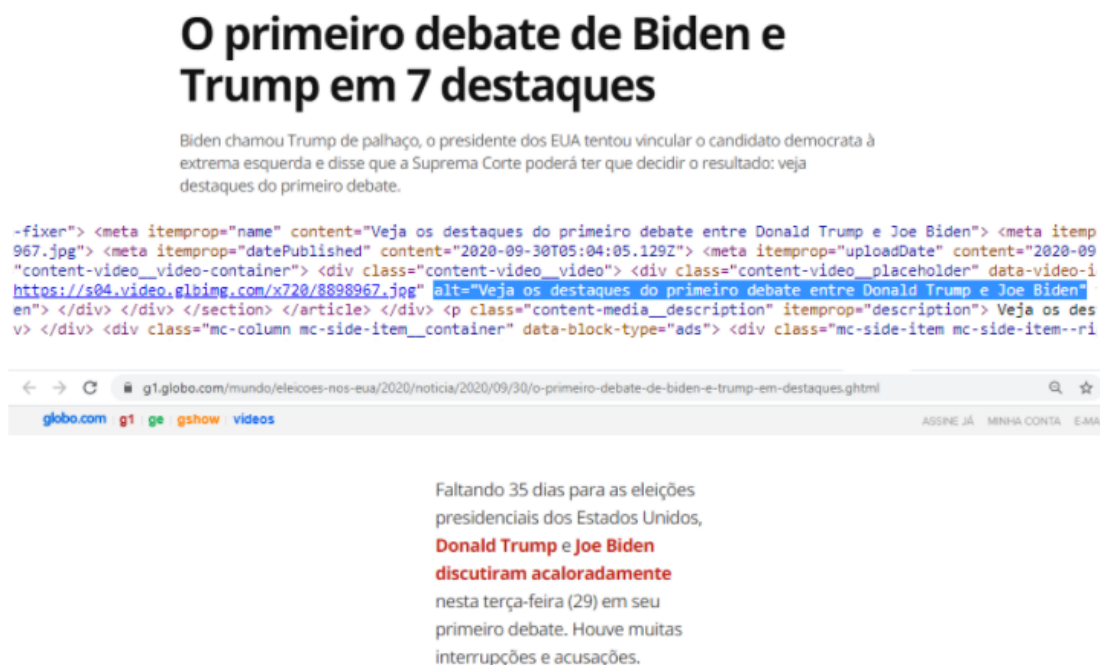 O primeiro debate de Biden e
Trump em 7 destaques
Biden chamou Trump de palhaço, o presidente dos EUA tentou vincular o candidato democrata à
extrema esquerda e disse que a Suprema Corte poderá ter que decidir o resultado: veja
destaques do primeiro debate.
-fixer"> <meta itemprop="name" content="Veja os destaques do primeiro debate entre Donald Trump e Joe Biden"> <meta itemp
967.jpg"> <meta itemprop="datePublished" content="2020-09-30T05:04:05.129Z"> <meta itemprop="uploadDate" content="2020-09
"content-video__video-container"> <div class="content-video__video"> <div class="content-video__placeholder" data-video-i
https://s04.video.glbimg.com/x720/8898967.jpg" alt="Veja os destaques do primeiro debate entre Donald Trump e Joe Biden"
en"> </div> </div> </section> </article> </div> <p class="content-media__description" itemprop="description"> Veja os des
v> </div> <div class="mc-column mc-side-item__container" data-block-type="ads"> <div class="mc-side-item mc-side-item--ri
g1.globo.com/mundo/eleicoes-nos-eua/2020/noticia/2020/09/30/o-primeiro-debate-de-biden-e-trump-em-destaques.ghtml
globo.com g1 ge gshow vídeos ASSINE JÁ MINHA CONTA E-MA
Faltando 35 dias para as eleições
presidenciais dos Estados Unidos,
Donald Trump e Joe Biden
discutiram acaloradamente
nesta terça-feira (29) em seu
primeiro debate. Houve muitas
interrupções e acusações.